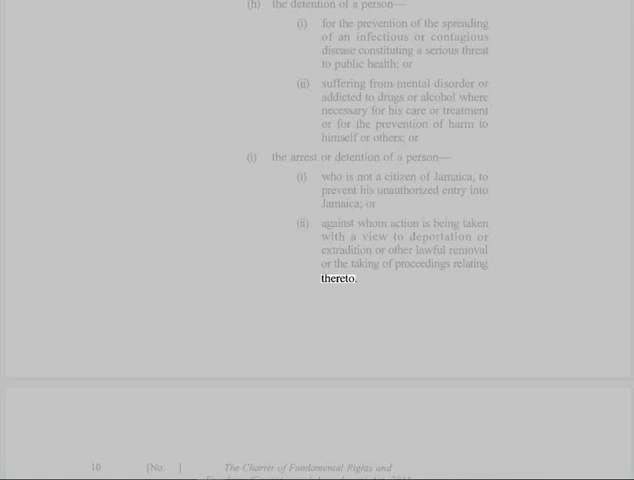 (h) the detention of a person—
(i) for the prevention of the spreading
of an infectious or contagious
disease constituting a serious threat
to public health; or
(ii) suffering from mental disorder or
addicted to drugs or alcohol where
necessary for his care or treatment
or for the prevention of harm to
himself or others; or
(i) the arrest or detention of a person—
(i) who is not a citizen of Jamaica, to
prevent his unauthorized entry into
Jamaica; or
(ii) against whom action is being taken
with a view to deportation or
extradition or other lawful removal
or the taking of proceedings relating
thereto.
10 [No. ] The Charter of Fundamental Rights and